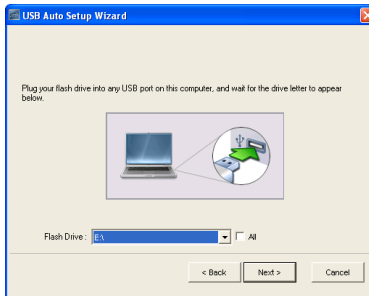 USB Auto Setup Wizard
Plug your flash drive into any USB port on this computer, and wait for the drive letter to appear
below.
Flash Drive : E:\ All
< Back Next > Cancel